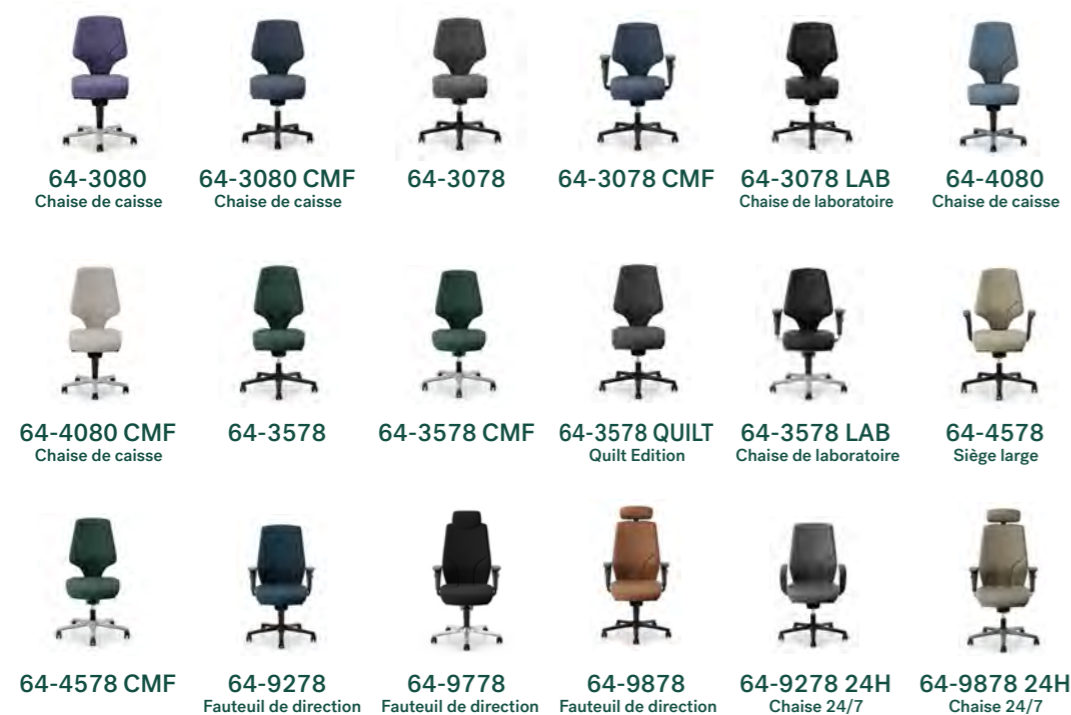 64-3080
Chaise de caisse
64-3080 CMF
Chaise de caisse
64-3078
64-3078 CMF
64-3078 LAB
Chaise de laboratoire
64-4080
Chaise de caisse
64-4080 CMF
Chaise de caisse
64-3578
64-3578 CMF
64-3578 QUILT
Quilt Edition
64-3578 LAB
Chaise de laboratoire
64-4578
Siège large
64-4578 CMF
64-9278
Fauteuil de direction
64-9778
Fauteuil de direction
64-9878
Fauteuil de direction
64-9278 24H
Chaise 24/7
64-9878 24H
Chaise 24/7